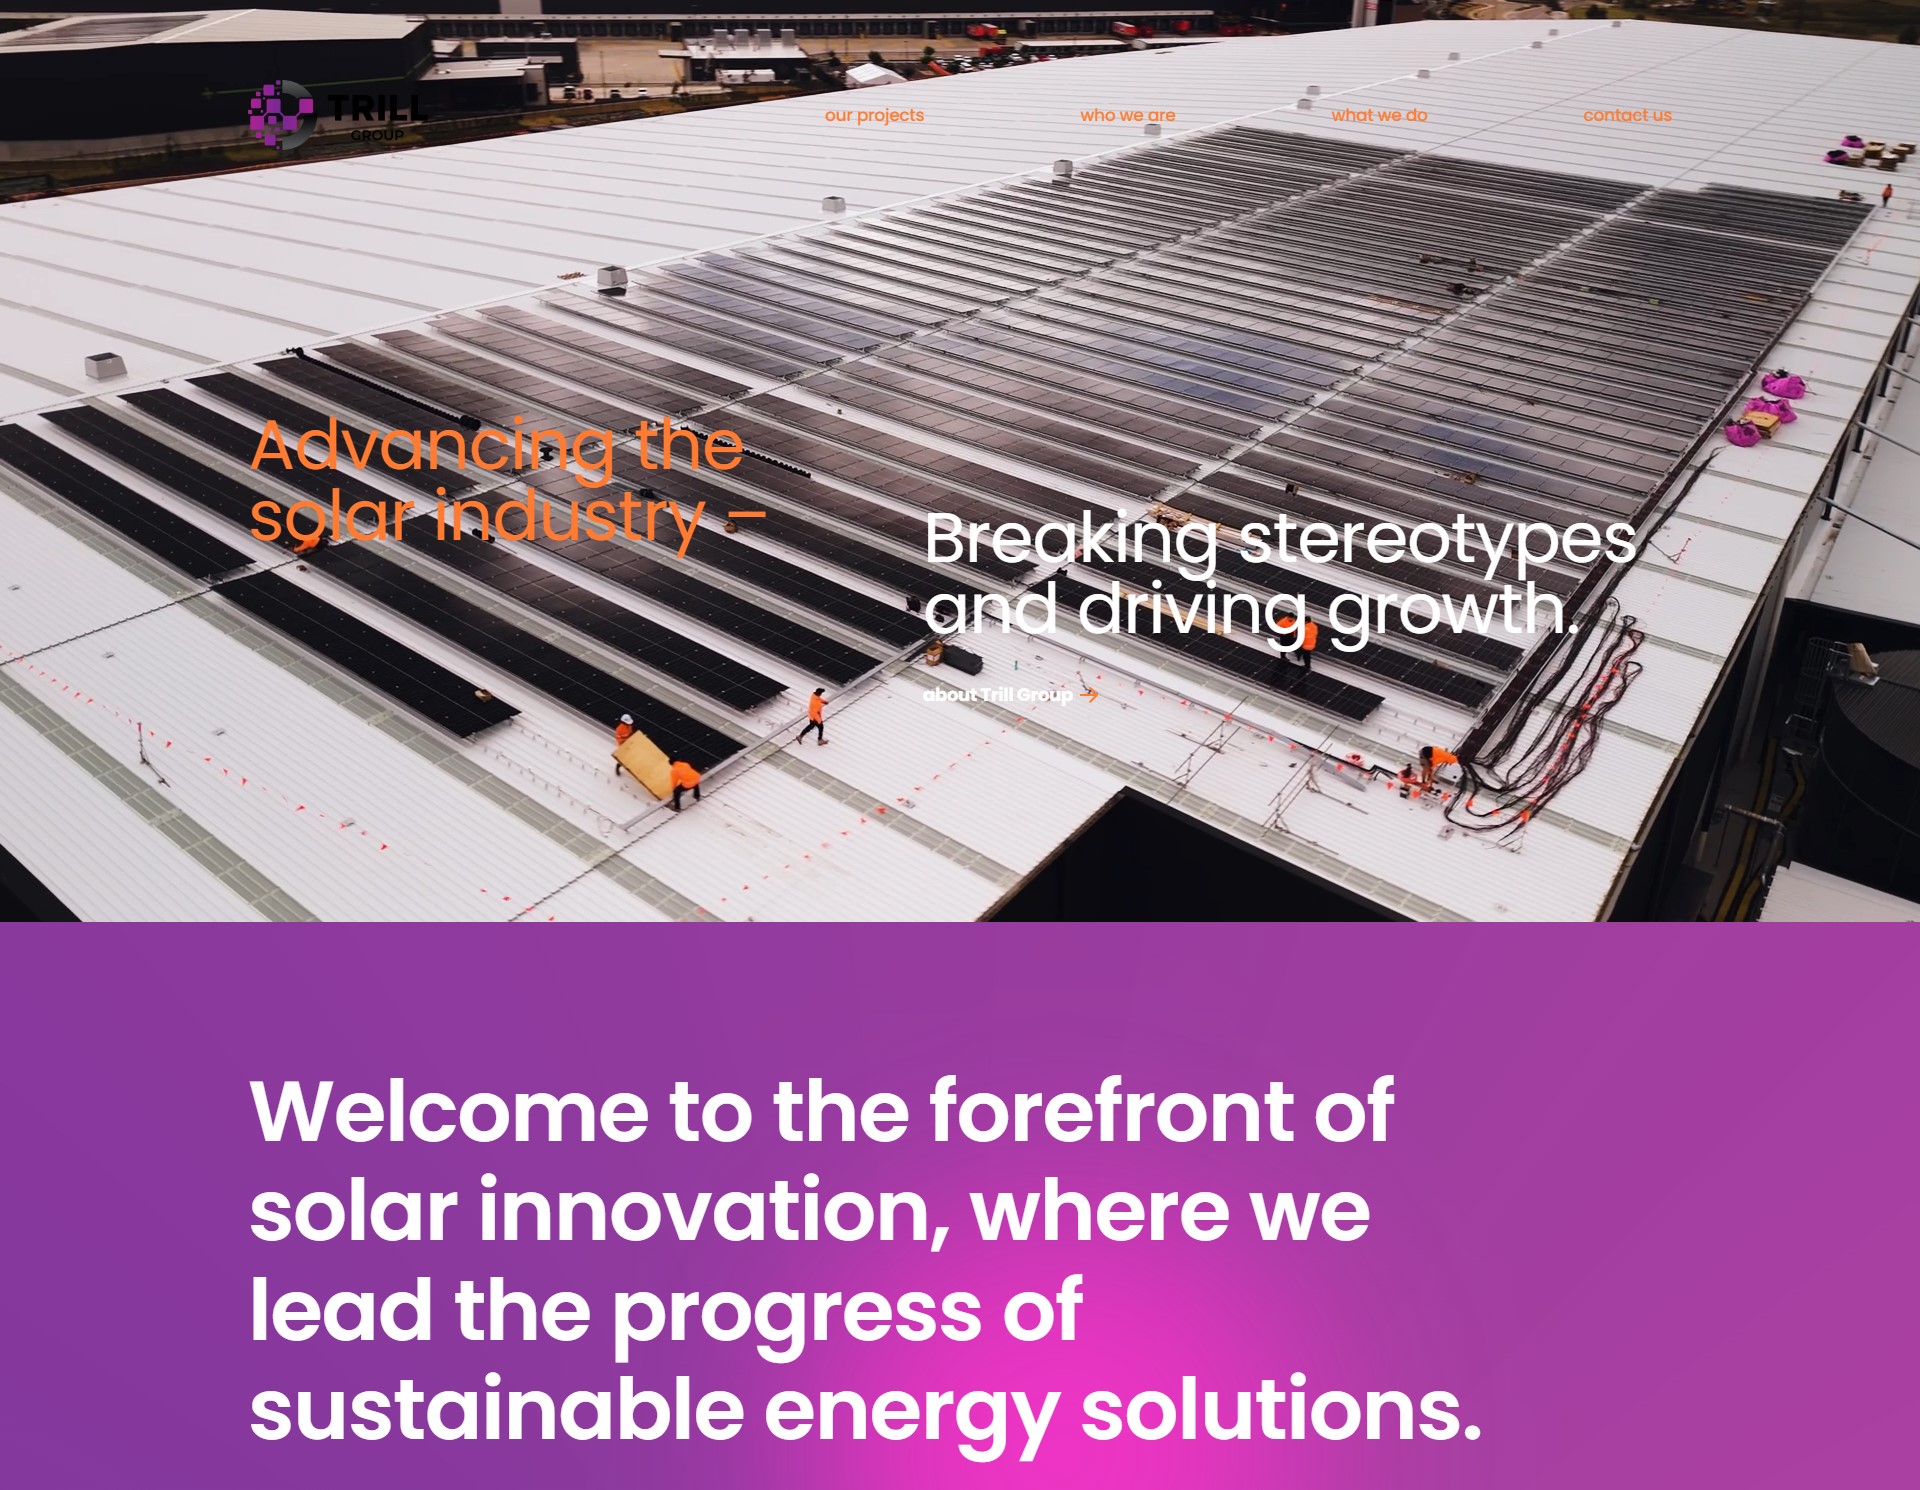 TRILL
GROUP
our projects
who we are
what we do
contact us
Advancing the
solar industry –
Breaking stereotypes
and driving growth.
about Trill Group →
Welcome to the forefront of
solar innovation, where we
lead the progress of
sustainable energy solutions.